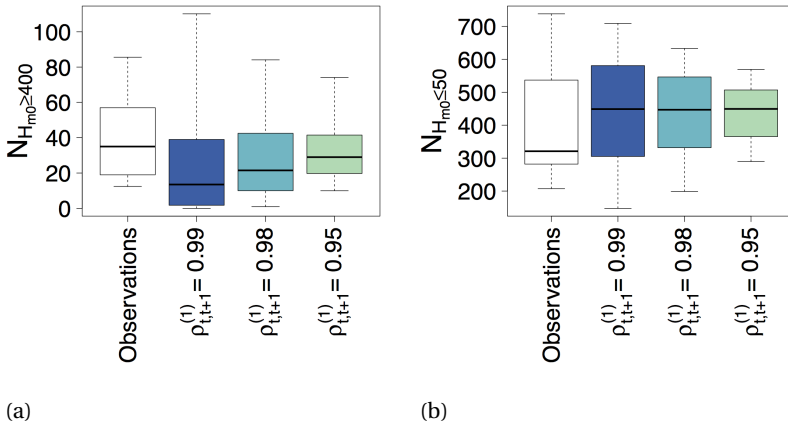 N_{H_{m0}≥400}
100
80
60
40
20
0
Observations
ρ^{(1)}_{t,t+1} = 0.99
ρ^{(1)}_{t,t+1} = 0.98
ρ^{(1)}_{t,t+1} = 0.95
(a)
N_{H_{m0}≤50}
700
600
500
400
300
200
Observations
ρ^{(1)}_{t,t+1} = 0.99
ρ^{(1)}_{t,t+1} = 0.98
ρ^{(1)}_{t,t+1} = 0.95
(b)